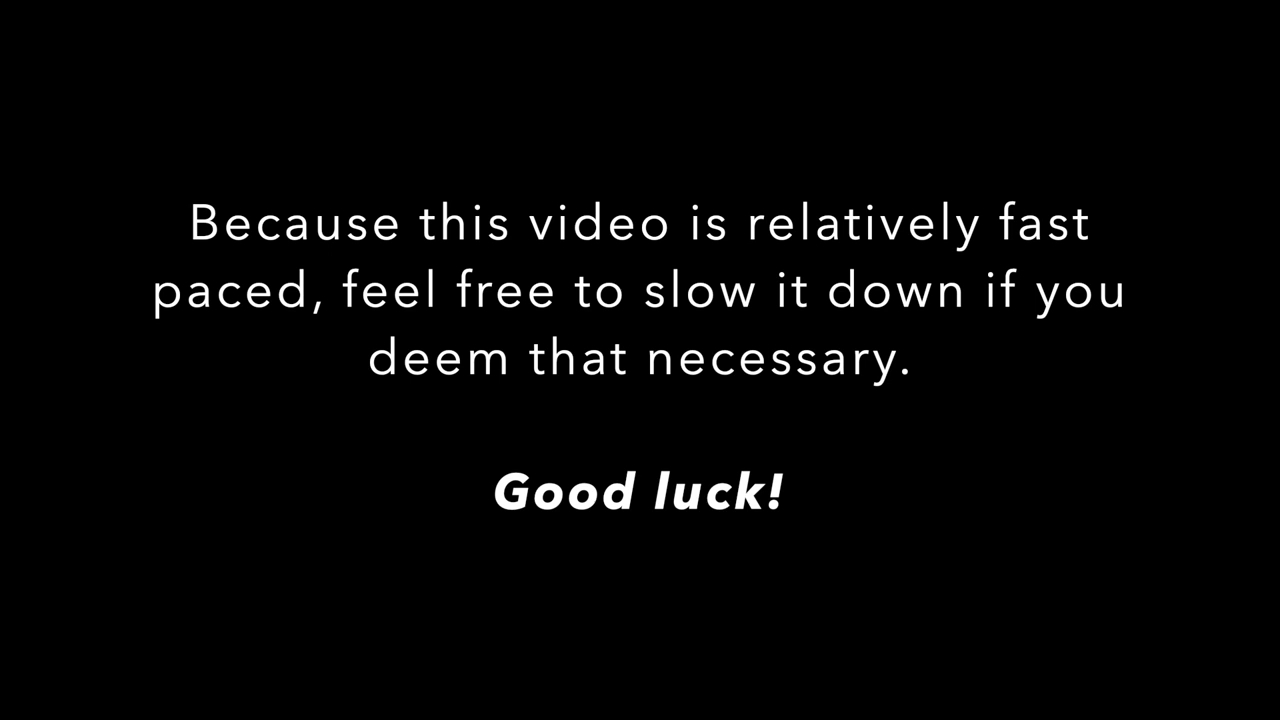 Because this video is relatively fast
paced, feel free to slow it down if you
deem that necessary.
Good luck!